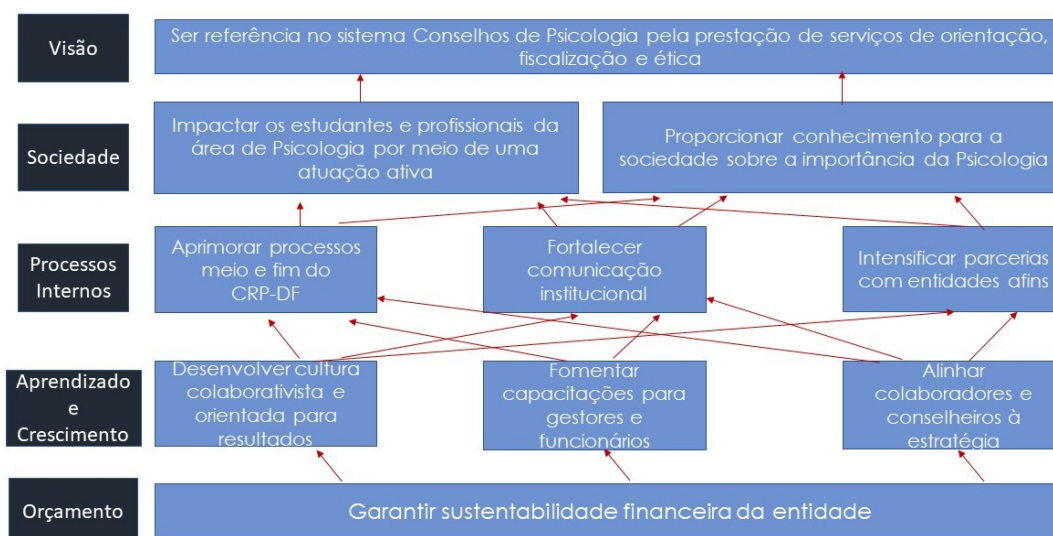 Visão
Ser referência no sistema Conselhos de Psicologia pela prestação de serviços de orientação,
fiscalização e ética
Sociedade
Impactar os estudantes e profissionais da
área de Psicologia por meio de uma
atuação ativa
Proporcionar conhecimento para a
sociedade sobre a importância da Psicologia
Processos
Internos
Aprimorar processos
meio e fim do
CRP-DF
Fortalecer
comunicação
institucional
Intensificar parcerias
com entidades afins
Aprendizado
e
Crescimento
Desenvolver cultura
colaborativista e
orientada para
resultados
Fomentar
capacitações para
gestores e
funcionários
Alinhar
colaboradores e
conselheiros à
estratégia
Orçamento
Garantir sustentabilidade financeira da entidade